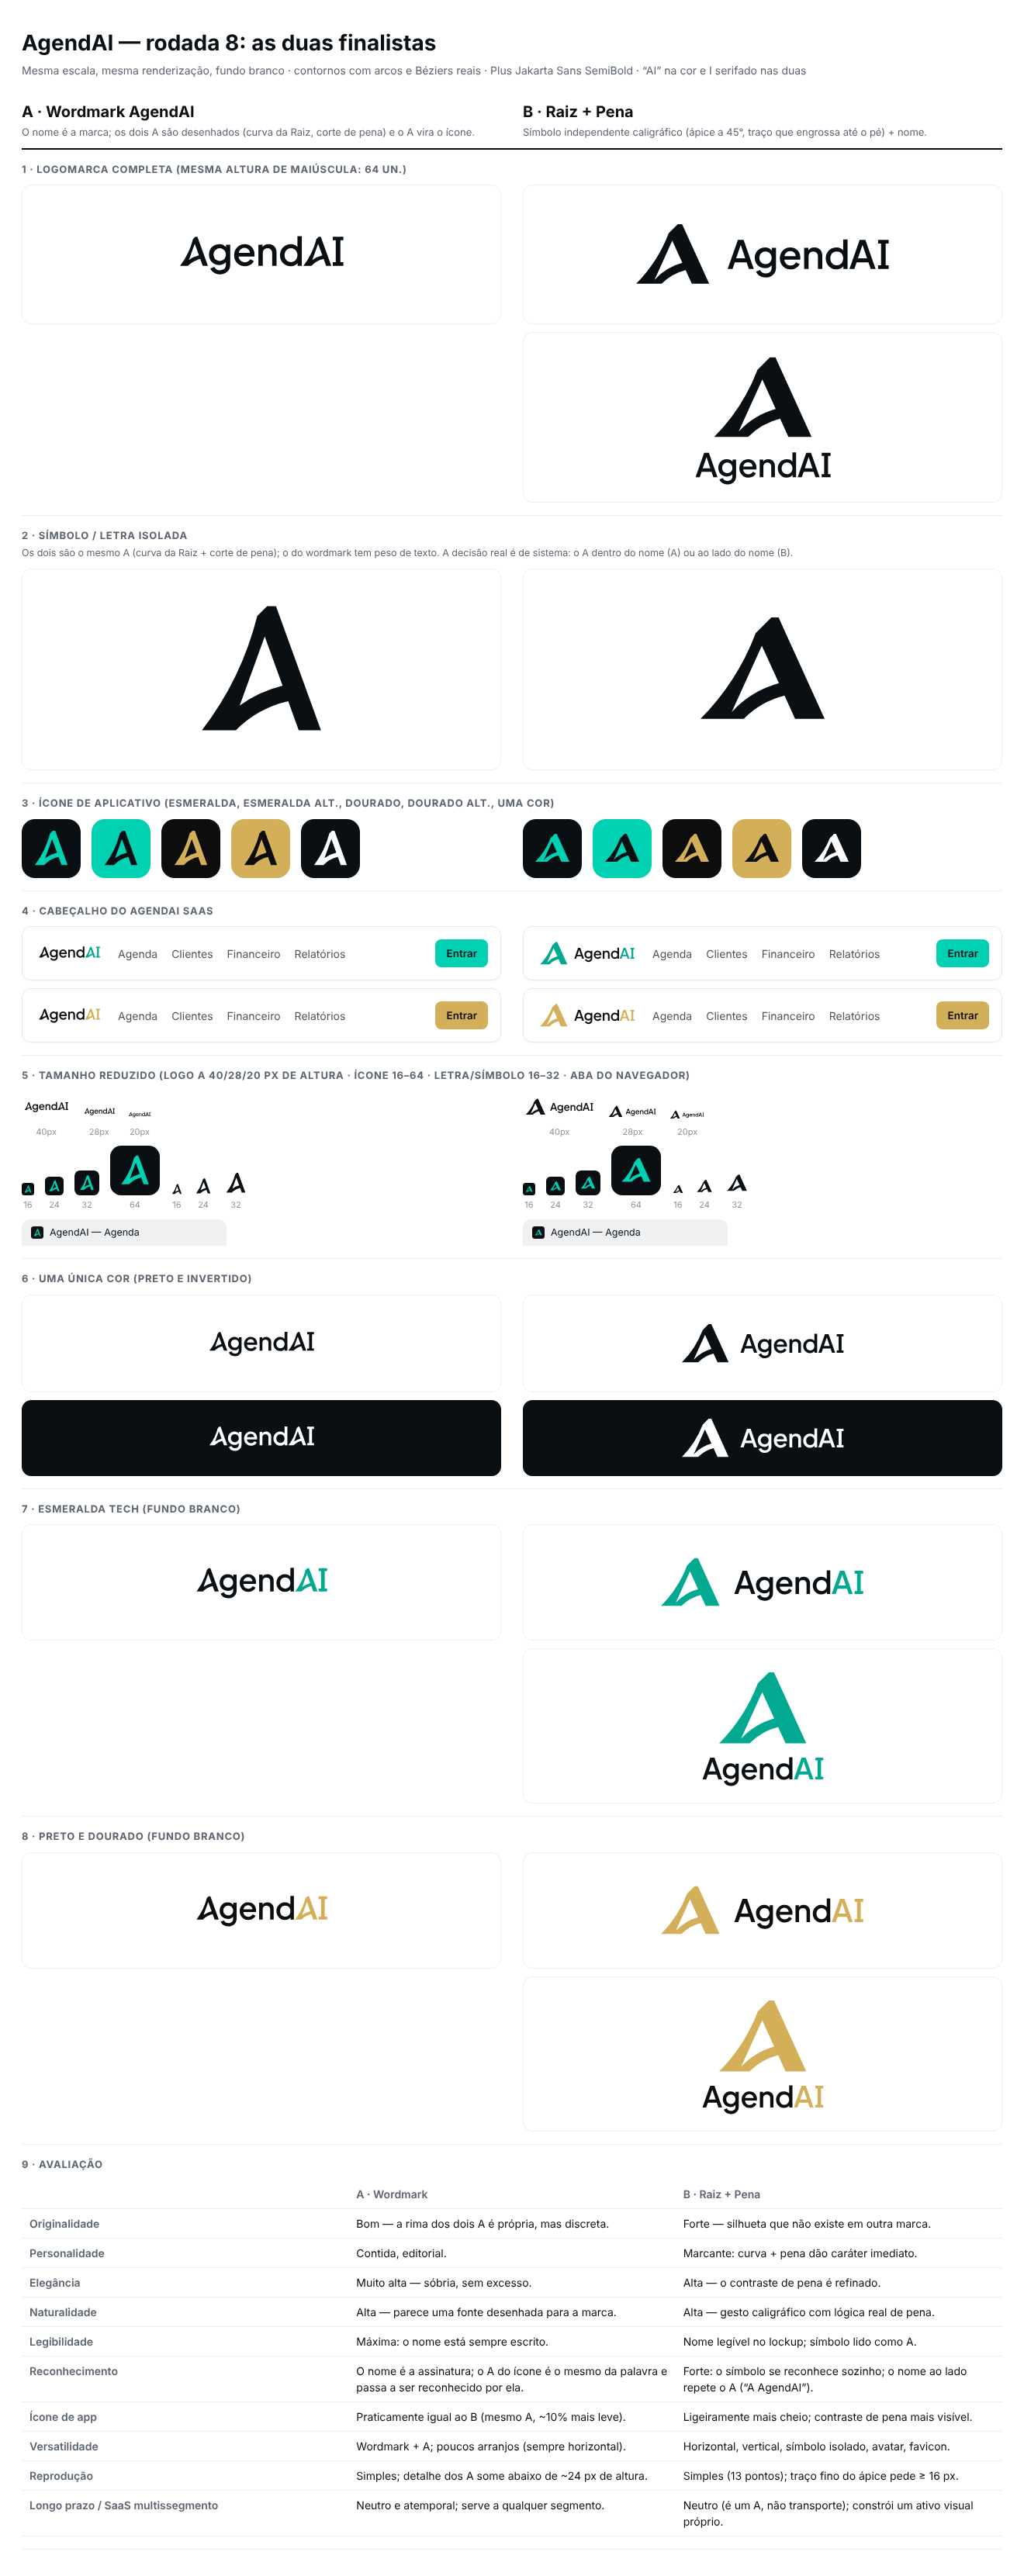 AgendAI — rodada 8: as duas finalistas
Mesma escala, mesma renderização, fundo branco · contornos com arcos e Béziers reais · Plus Jakarta Sans SemiBold · “AI” na cor e I serifado nas duas
A · Wordmark AgendAI
O nome é a marca; os dois A são desenhados (curva da Raiz, corte de pena) e o A vira o ícone.
B · Raiz + Pena
Símbolo independente caligráfico (ápice a 45°, traço que engrossa até o pé) + nome.
1 · LOGOMARCA COMPLETA (MESMA ALTURA DE MAIÚSCULA: 64 UN.)
AgendAI
A AgendAI
A
AgendAI
2 · SÍMBOLO / LETRA ISOLADA
Os dois são o mesmo A (curva da Raiz + corte de pena); o do wordmark tem peso de texto. A decisão real é de sistema: o A dentro do nome (A) ou ao lado do nome (B).
A
A
3 · ÍCONE DE APLICATIVO (ESMERALDA, ESMERALDA ALT., DOURADO, DOURADO ALT., UMA COR)
A A A A A
A A A A A
4 · CABEÇALHO DO AGENDAI SAAS
AgendAI Agenda Clientes Financeiro Relatórios Entrar
A AgendAI Agenda Clientes Financeiro Relatórios Entrar
AgendAI Agenda Clientes Financeiro Relatórios Entrar
A AgendAI Agenda Clientes Financeiro Relatórios Entrar
5 · TAMANHO REDUZIDO (LOGO A 40/28/20 PX DE ALTURA · ÍCONE 16–64 · LETRA/SÍMBOLO 16–32 · ABA DO NAVEGADOR)
AgendAI AgendAI AgendAI
40px 28px 20px
A AgendAI A AgendAI A AgendAI
40px 28px 20px
A A A A A A A
16 24 32 64 16 24 32
A A A A A A A
16 24 32 64 16 24 32
A AgendAI — Agenda
A AgendAI — Agenda
6 · UMA ÚNICA COR (PRETO E INVERTIDO)
AgendAI
A AgendAI
AgendAI
A AgendAI
7 · ESMERALDA TECH (FUNDO BRANCO)
AgendAI
A AgendAI
A
AgendAI
8 · PRETO E DOURADO (FUNDO BRANCO)
AgendAI
A AgendAI
A
AgendAI
9 · AVALIAÇÃO
A · Wordmark B · Raiz + Pena
Originalidade Bom — a rima dos dois A é própria, mas discreta. Forte — silhueta que não existe em outra marca.
Personalidade Contida, editorial. Marcante: curva + pena dão caráter imediato.
Elegância Muito alta — sóbria, sem excesso. Alta — o contraste de pena é refinado.
Naturalidade Alta — parece uma fonte desenhada para a marca. Alta — gesto caligráfico com lógica real de pena.
Legibilidade Máxima: o nome está sempre escrito. Nome legível no lockup; símbolo lido como A.
Reconhecimento O nome é a assinatura; o A do ícone é o mesmo da palavra e Forte: o símbolo se reconhece sozinho; o nome ao lado
passa a ser reconhecido por ela. repete o A (“A AgendAI”).
Ícone de app Praticamente igual ao B (mesmo A, ~10% mais leve). Ligeiramente mais cheio; contraste de pena mais visível.
Versatilidade Wordmark + A; poucos arranjos (sempre horizontal). Horizontal, vertical, símbolo isolado, avatar, favicon.
Reprodução Simples; detalhe dos A some abaixo de ~24 px de altura. Simples (13 pontos); traço fino do ápice pede ≥ 16 px.
Longo prazo / SaaS multissegmento Neutro e atemporal; serve a qualquer segmento. Neutro (é um A, não transporte); constrói um ativo visual
próprio.